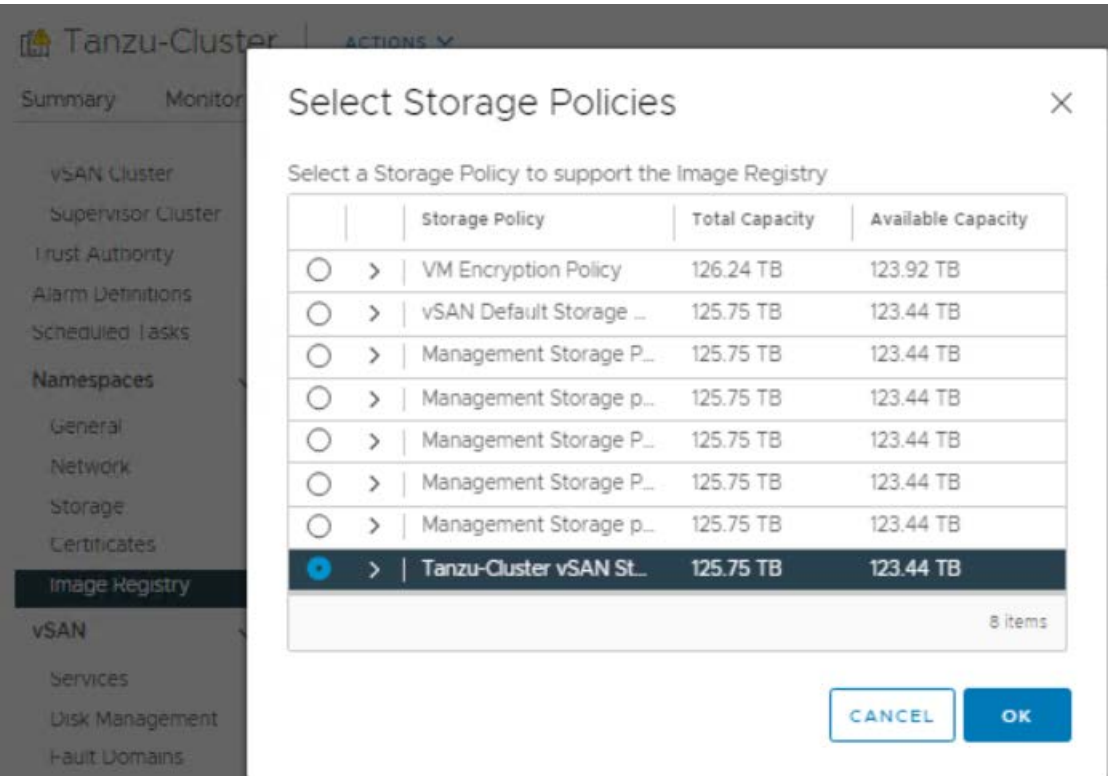 Tanzu-Cluster ACTIONS
Summary Monitor
Select Storage Policies
Select a Storage Policy to support the Image Registry
Storage Policy Total Capacity Available Capacity
VM Encryption Policy 126.24 TB 123.92 TB
vSAN Default Storage ... 125.75 TB 123.44 TB
Management Storage P... 125.75 TB 123.44 TB
Management Storage p... 125.75 TB 123.44 TB
Management Storage P... 125.75 TB 123.44 TB
Management Storage P... 125.75 TB 123.44 TB
Management Storage p... 125.75 TB 123.44 TB
Tanzu-Cluster vSAN St... 125.75 TB 123.44 TB
8 items
CANCEL OK
vSAN Cluster
Supervisor Cluster
Trust Authority
Alarm Definitions
Scheduled Tasks
Namespaces
General
Network
Storage
Certificates
Image Registry
vSAN
Services
Disk Management
Fault Domains